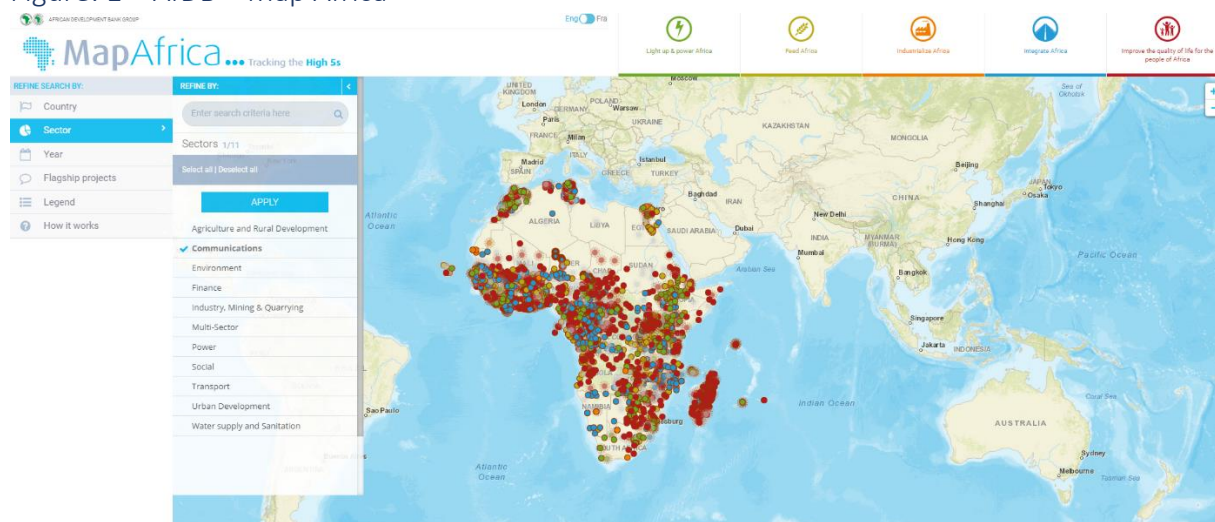 AFRICAN DEVELOPMENT BANK GROUP
Eng Fra
MapAfrica
Tracking the High 5s
Light up & power Africa
Feed Africa
Industrialize Africa
Integrate Africa
Improve the quality of life for the
people of Africa
REFINE SEARCH BY:
Country
Sector
Year
Flagship projects
Legend
How it works
REFINE BY:
Enter search criteria here
Sectors 1/11
Select all | Deselect all
APPLY
Agriculture and Rural Development
Communications
Environment
Finance
Industry, Mining & Quarrying
Multi-Sector
Power
Social
Transport
Urban Development
Water supply and Sanitation
UNITED
KINGDOM
London
GERMANY
POLAND
Warsaw
Moscow
Paris
UKRAINE
KAZAKHSTAN
MONGOLIA
Sea of
Okhotsk
FRANCE
Milan
ITALY
Madrid
SPAIN
GREECE
Istanbul
TURKEY
Beijing
JAPAN
Tokyo
Osaka
Baghdad
IRAN
CHINA
Shanghai
Atlantic
Ocean
ALGERIA
LIBYA
SAUDI ARABIA
Dubai
New Delhi
INDIA
MYANMAR
(BURMA)
Hong Kong
Mumbai
Pacific Ocean
SUDAN
CHAD
Arabian Sea
Bangkok
Singapore
Jakarta
INDONESIA
Sao Paulo
NAMIBIA
Indian Ocean
Coral Sea
AUSTRALIA
Sydney
Melbourne
Tasman Sea
Atlantic
Ocean